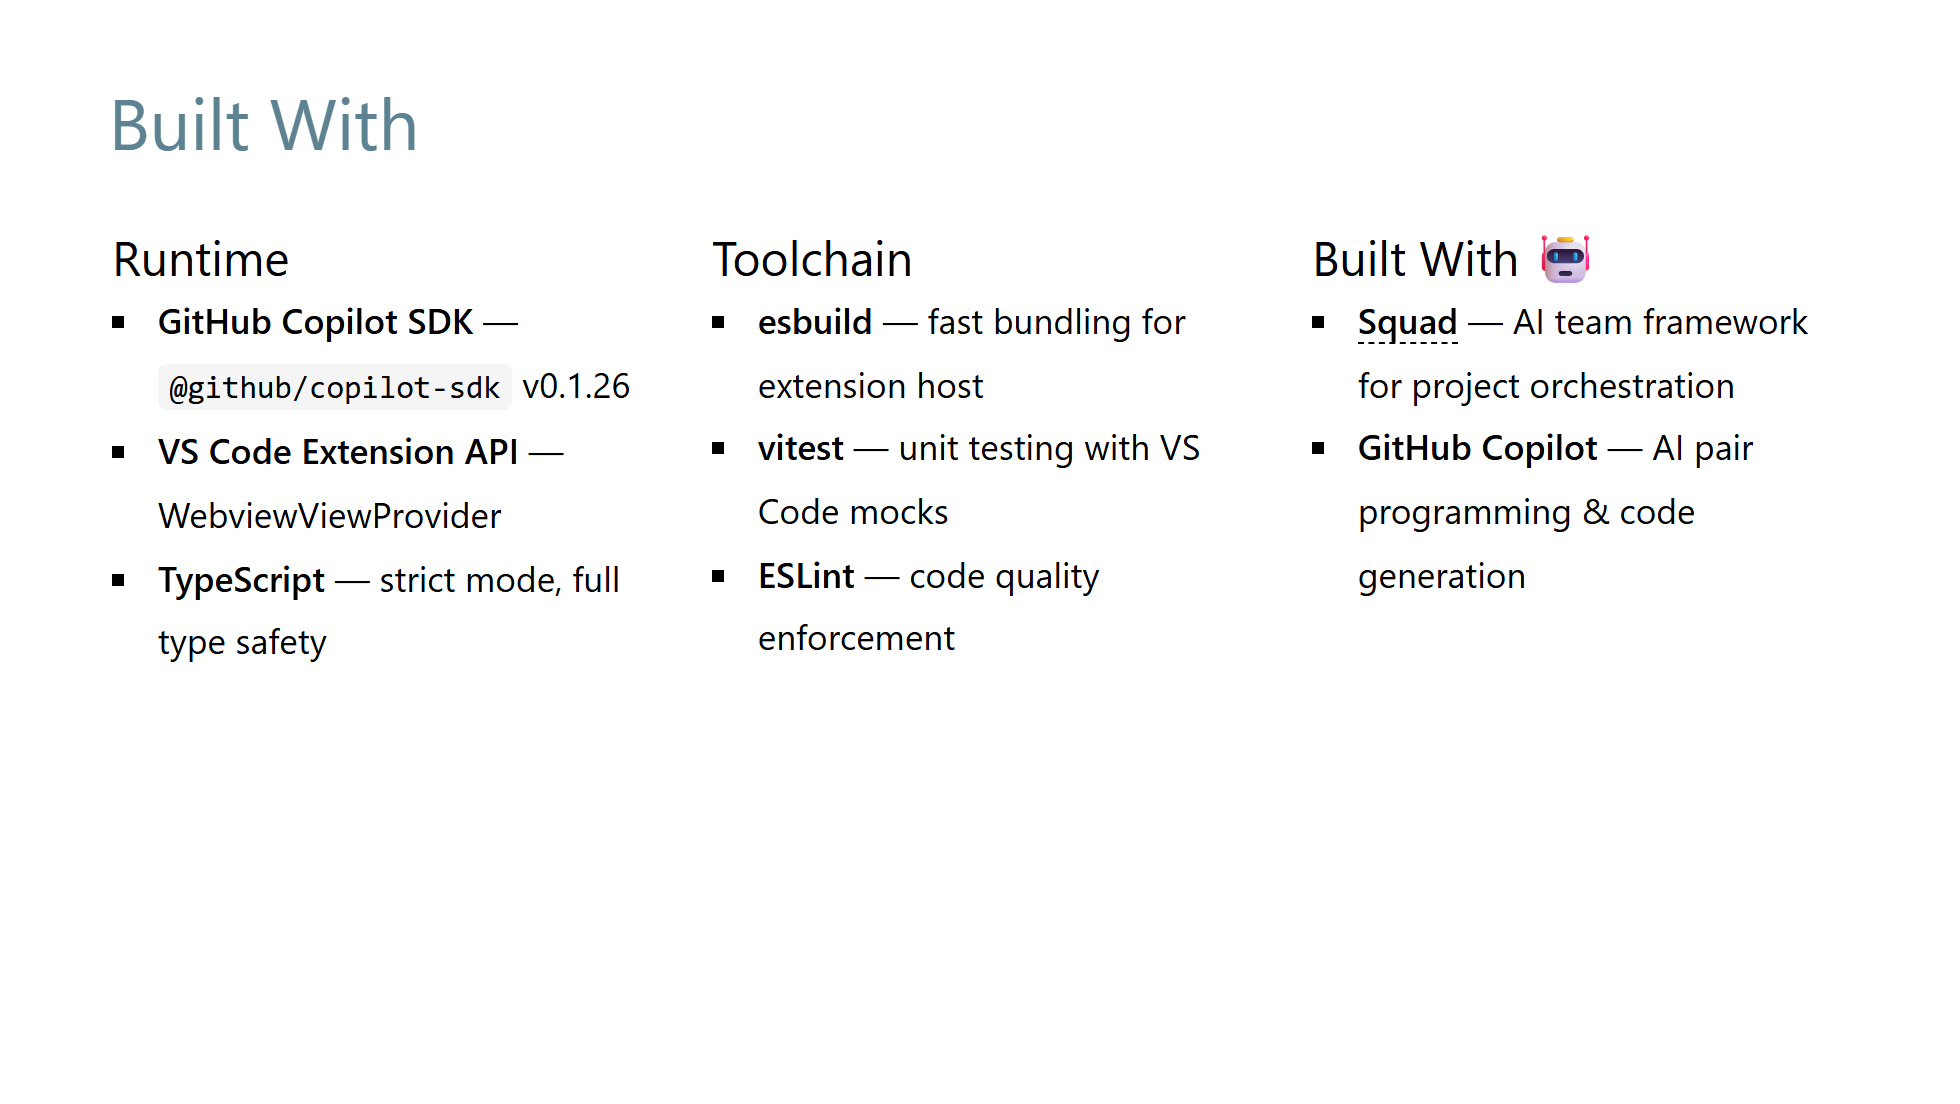 Built With
Runtime
▪ GitHub Copilot SDK —
@github/copilot-sdk v0.1.26
▪ VS Code Extension API —
WebviewViewProvider
▪ TypeScript — strict mode, full
type safety
Toolchain
▪ esbuild — fast bundling for
extension host
▪ vitest — unit testing with VS
Code mocks
▪ ESLint — code quality
enforcement
Built With 🤖
▪ Squad — AI team framework
for project orchestration
▪ GitHub Copilot — AI pair
programming & code
generation